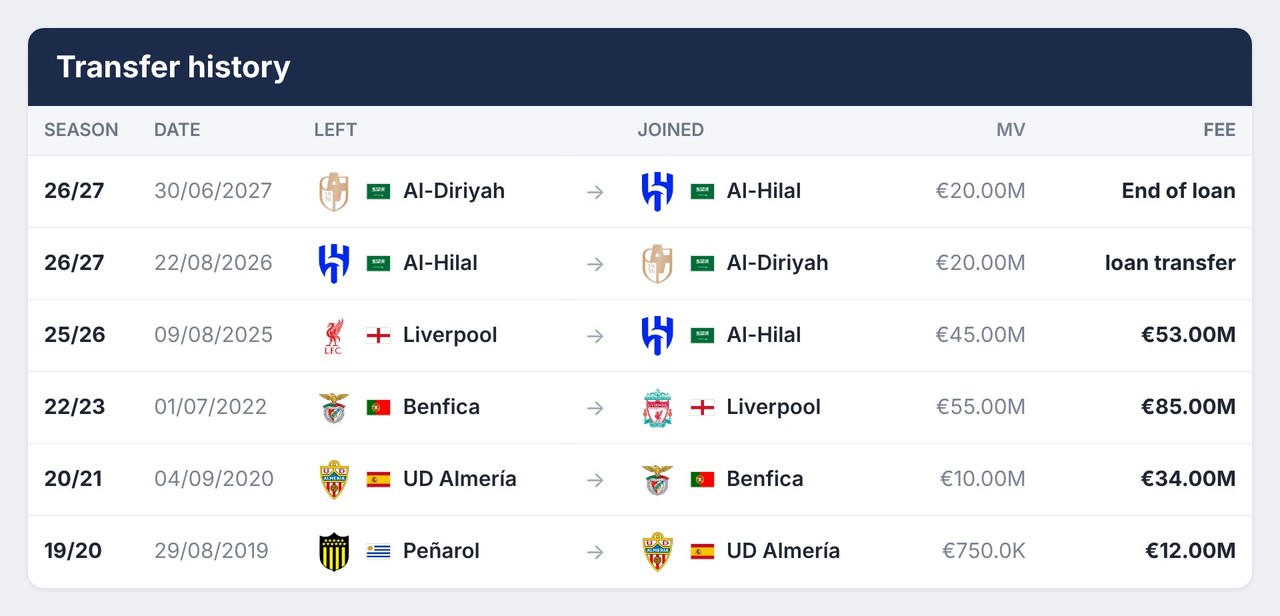 Transfer history
SEASON DATE LEFT JOINED MV FEE
26/27 30/06/2027 Al-Diriyah → Al-Hilal €20.00M End of loan
26/27 22/08/2026 Al-Hilal → Al-Diriyah €20.00M loan transfer
25/26 09/08/2025 L.F.C. Liverpool → Al-Hilal €45.00M €53.00M
22/23 01/07/2022 Benfica → Liverpool €55.00M €85.00M
20/21 04/09/2020 UD Almería → Benfica €10.00M €34.00M
19/20 29/08/2019 Peñarol → UD Almería €750.0K €12.00M